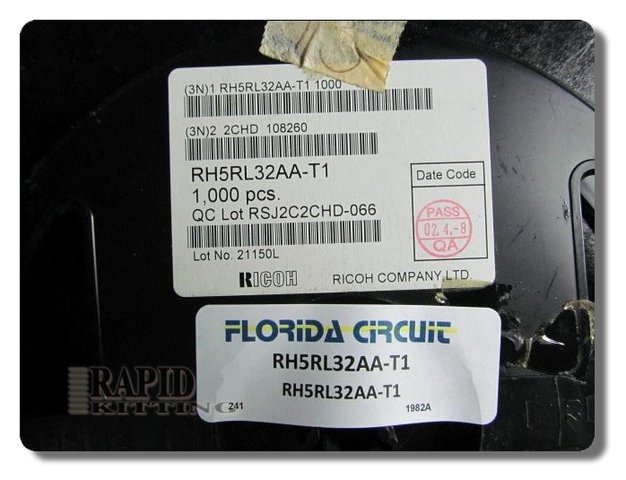 (3N)1 RH5RL32AA-T1 1000
(3N)2 2CHD 108260
RH5RL32AA-T1
1,000 pcs.
QC Lot RSJ2C2CHD-066
Lot No. 21150L
Date Code
PASS
02.4.-8
QA
RICOH RICOH COMPANY,LTD.
FLORIDA CIRCUIT
RH5RL32AA-T1
RH5RL32AA-T1
241 1982A
RAPID
KITTING